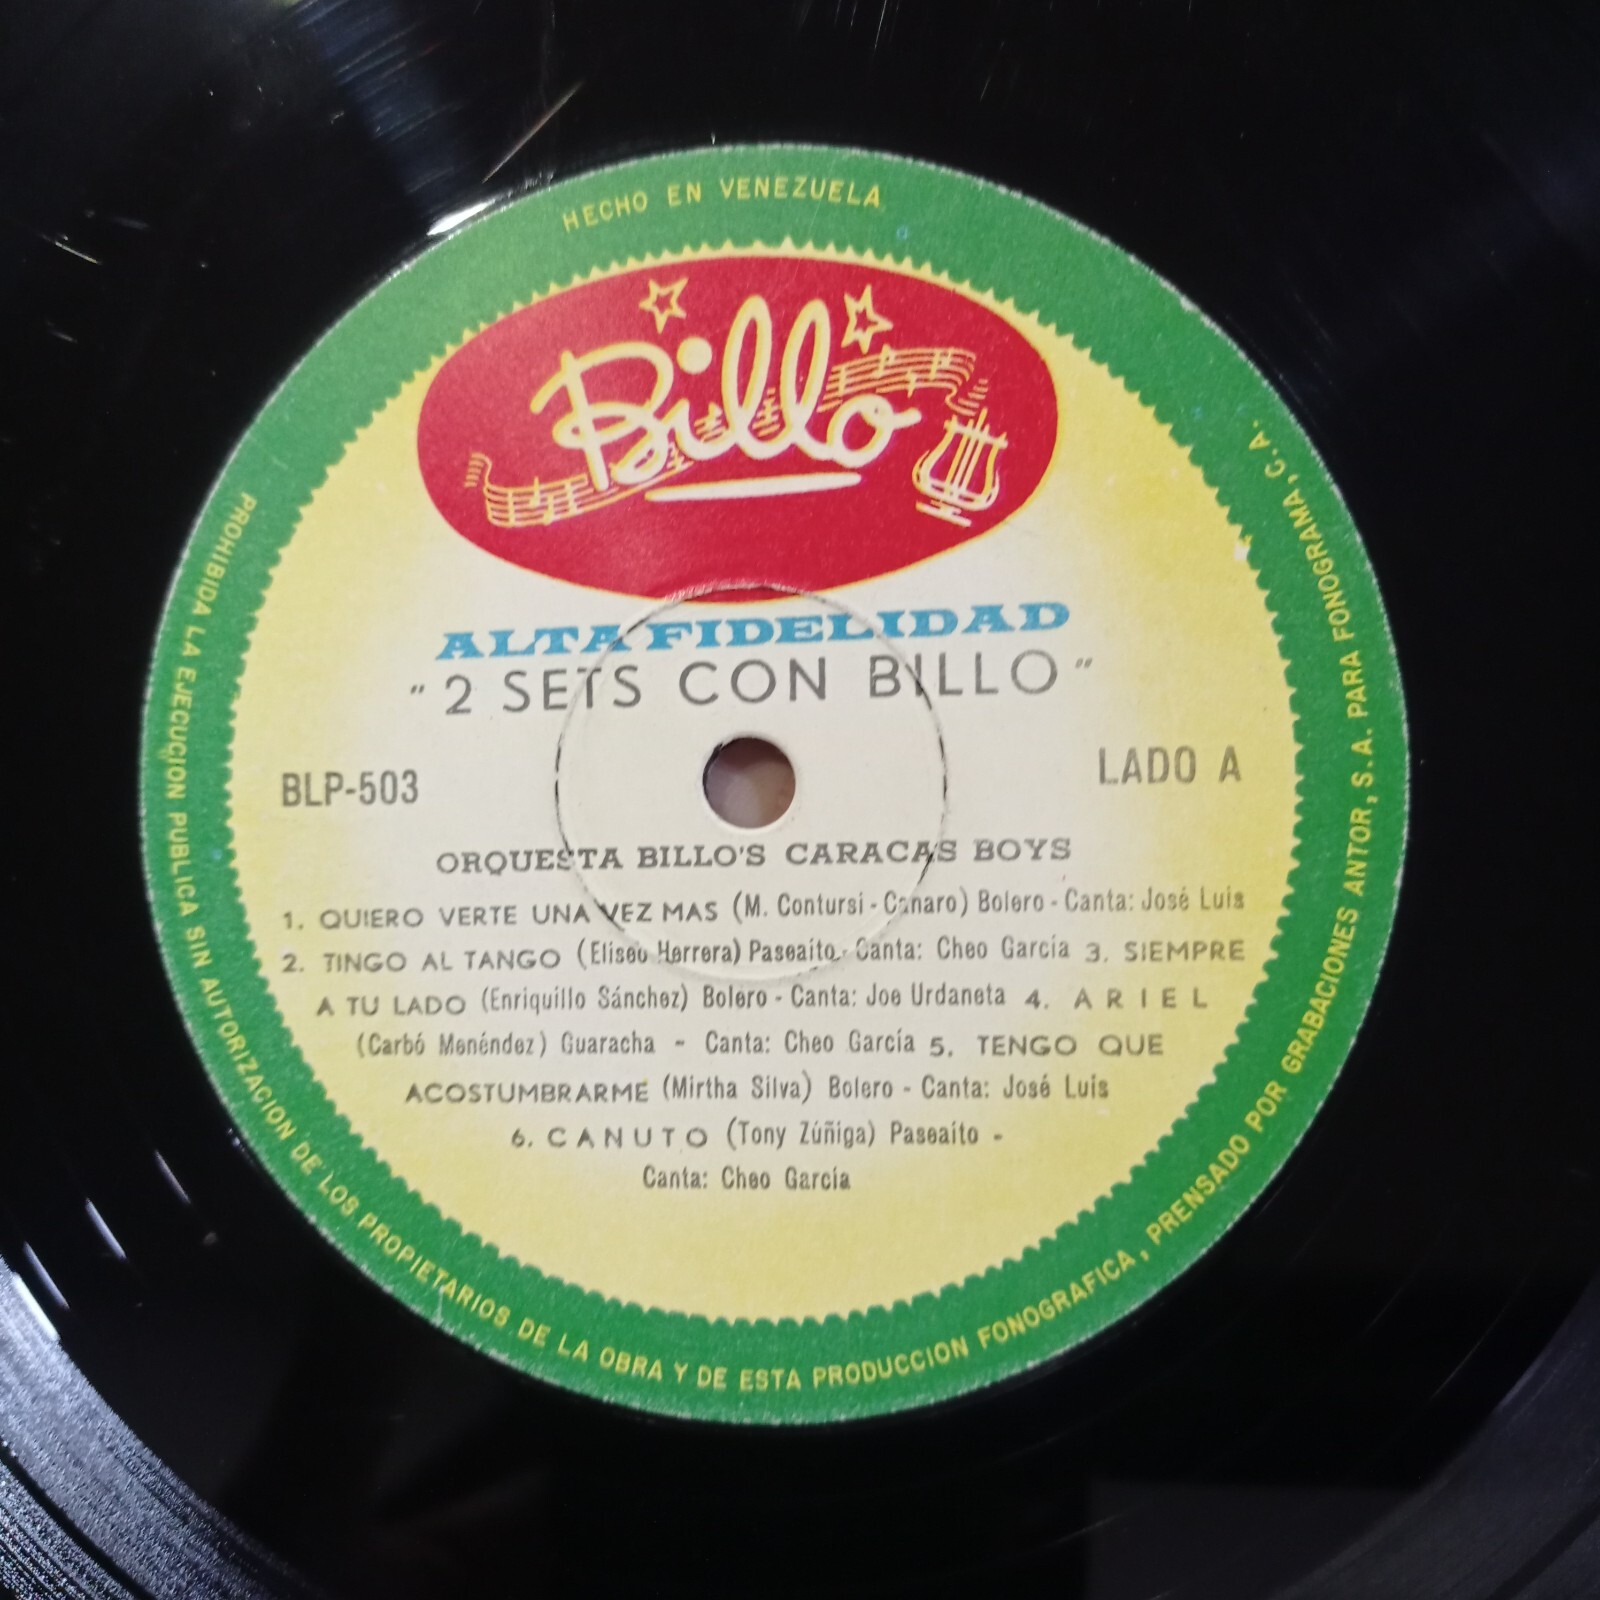 HECHO EN VENEZUELA
Billo
ALTA FIDELIDAD
"2 SETS CON BILLO"
BLP-503
LADO A
ORQUESTA BILLO'S CARACAS BOYS
1. QUIERO VERTE UNA VEZ MAS (M. Contursi - Canaro) Bolero - Canta: José Luis
2. TINGO AL TANGO (Eliseo Herrera) Paseaito - Canta: Cheo García 3. SIEMPRE
A TU LADO (Enriquillo Sánchez) Bolero - Canta: Joe Urdaneta 4. ARIEL
(Carbó Menéndez) Guaracha - Canta: Cheo García 5. TENGO QUE
ACOSTUMBRARME (Mirtha Silva) Bolero - Canta: José Luis
6. CANUTO (Tony Zúñiga) Paseaito -
Canta: Cheo García
PROHIBIDA LA EJECUCION PUBLICA SIN AUTORIZACION DE LOS PROPIETARIOS DE LA OBRA Y DE ESTA PRODUCCION FONOGRAFICA, PRENSADO POR GRABACIONES ANTOR, S.A. PARA FONOGRAMA, C.A.